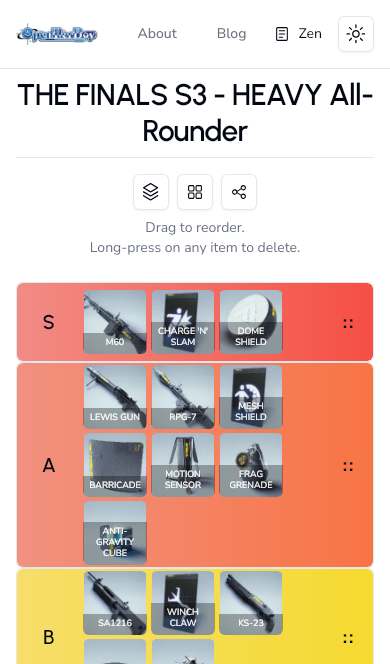 OpenTierBoy
About
Blog
Zen
THE FINALS S3 - HEAVY All-
Rounder
Drag to reorder.
Long-press on any item to delete.
S
M60
CHARGE 'N'
SLAM
DOME
SHIELD
A
LEWIS GUN
RPG-7
MESH
SHIELD
BARRICADE
MOTION
SENSOR
FRAG
GRENADE
ANTI-
GRAVITY
CUBE
B
SA1216
WINCH
CLAW
KS-23